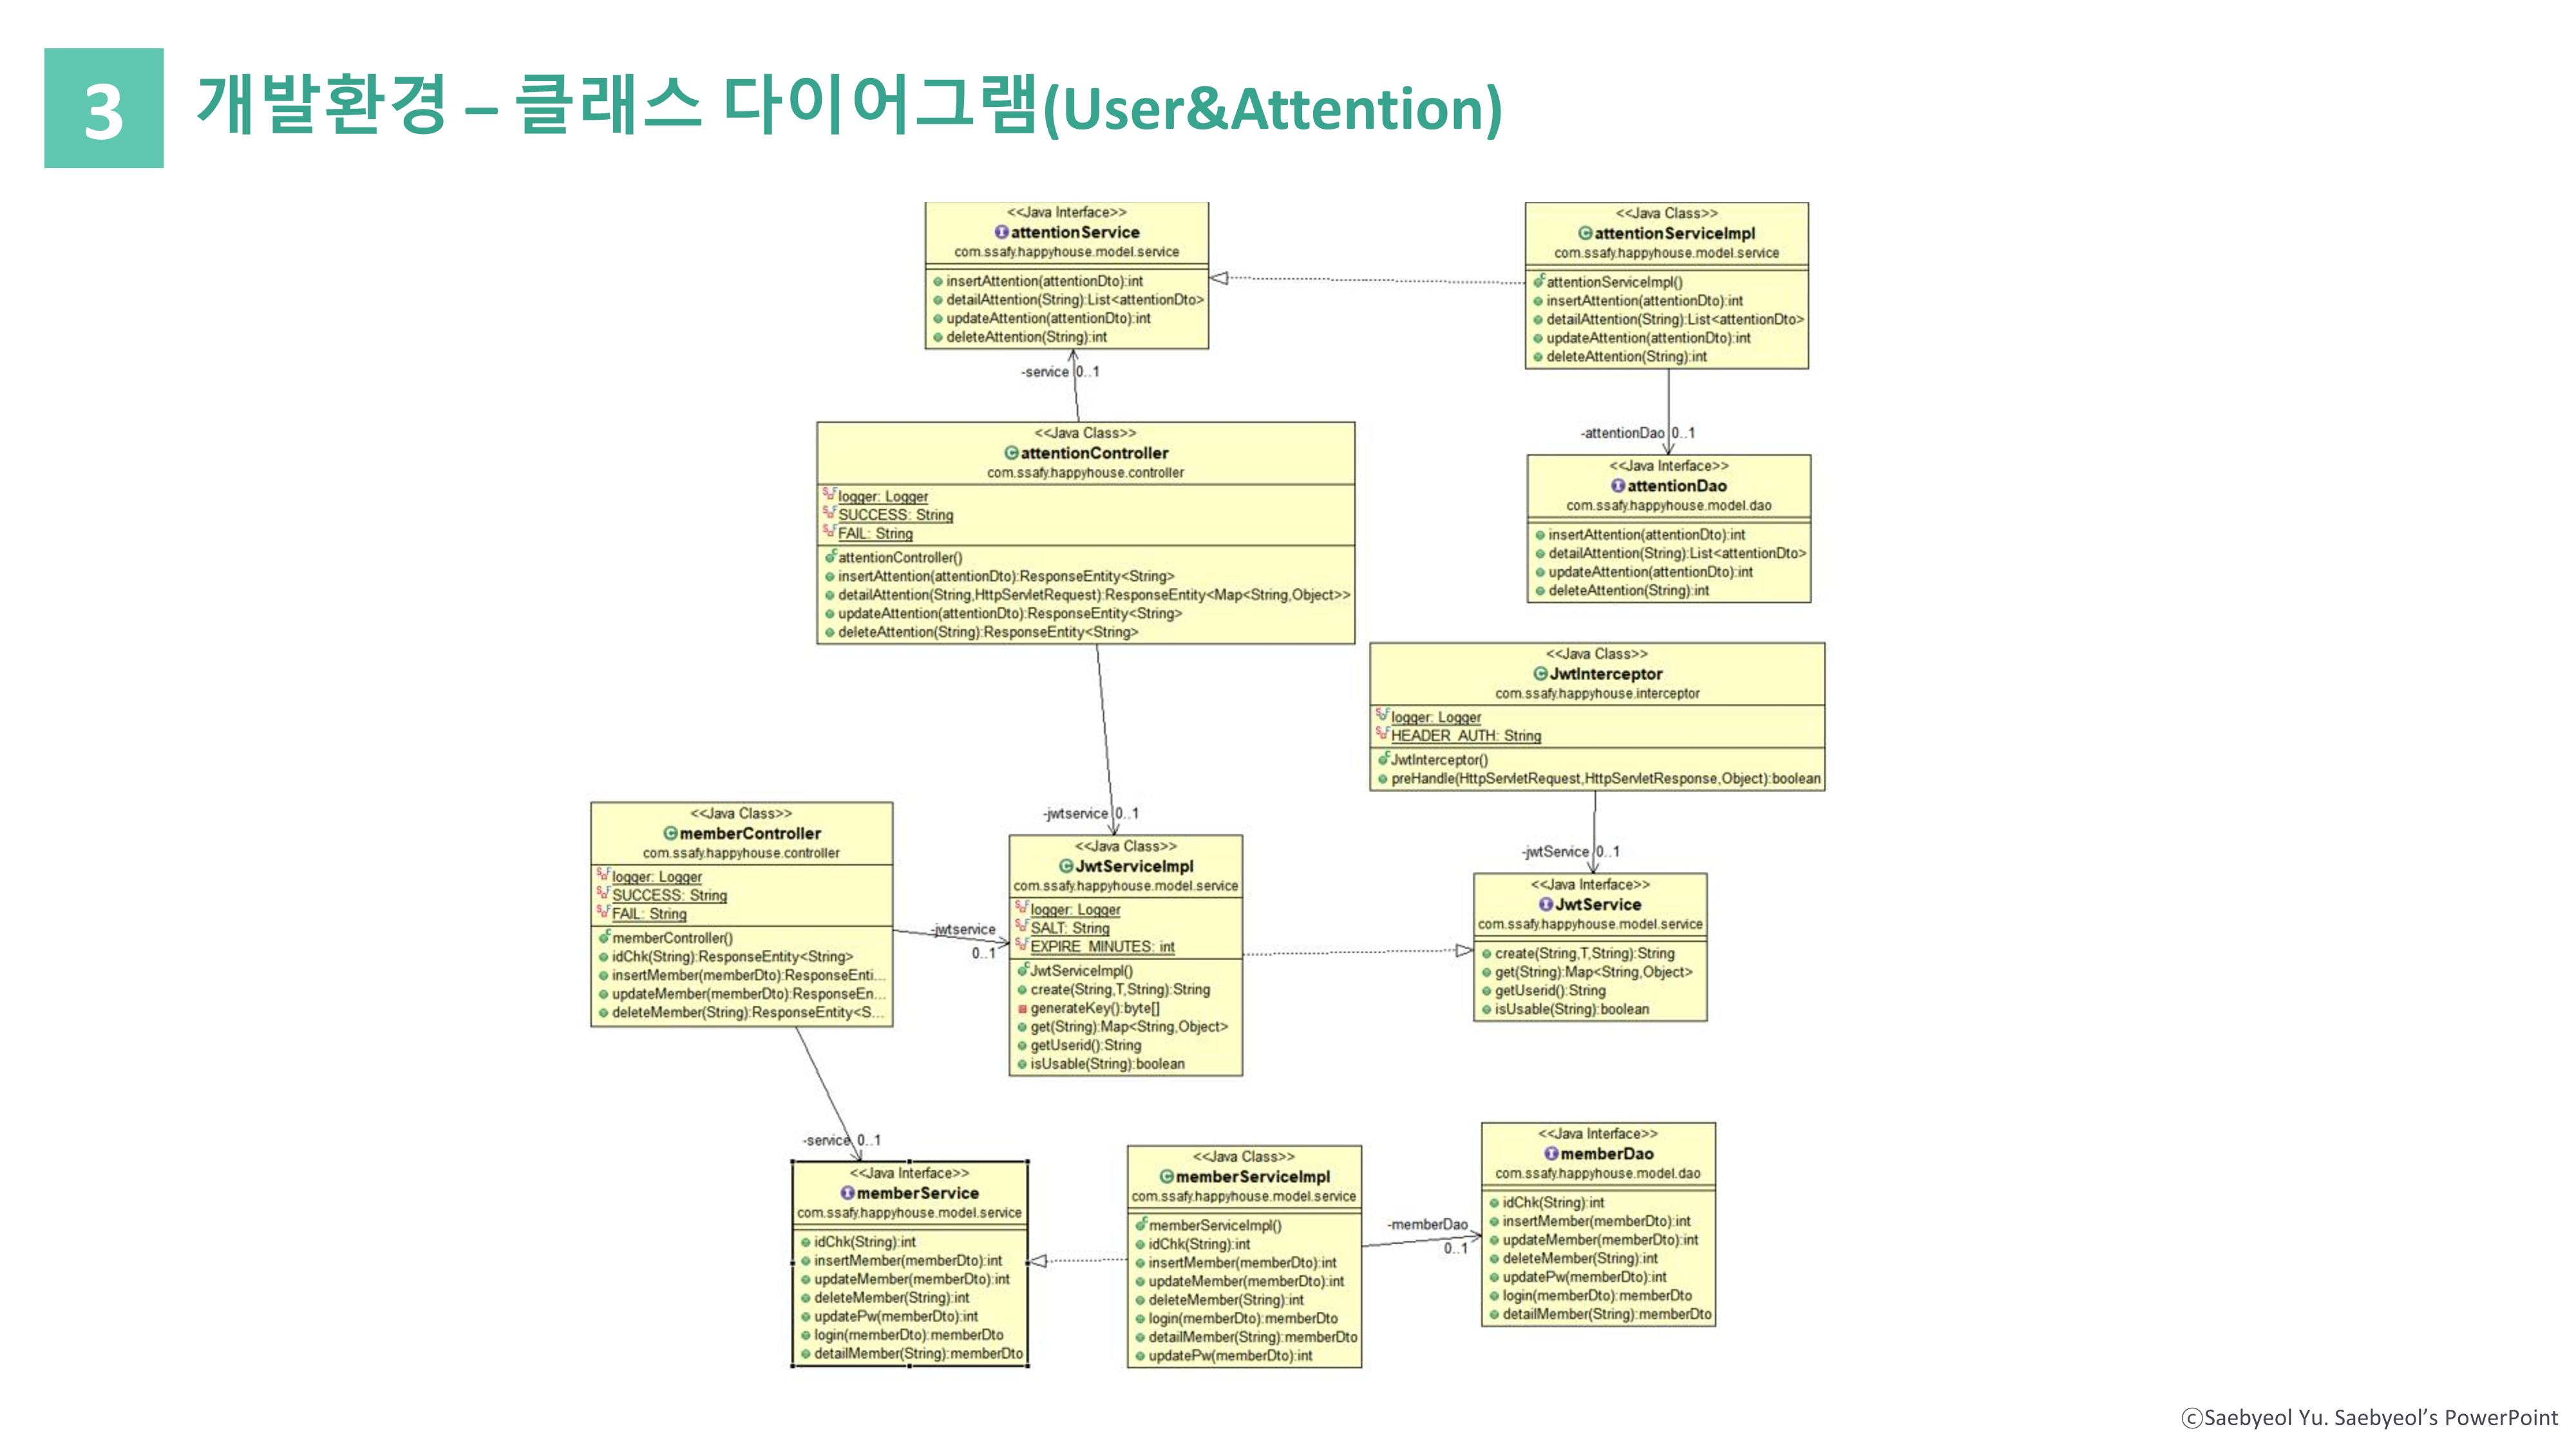 3
개발환경 – 클래스 다이어그램(User&Attention)
<<Java Interface>>
attentionService
com.ssafy.happyhouse.model.service
insertAttention(attentionDto):int
detailAttention(String):List<attentionDto>
updateAttention(attentionDto):int
deleteAttention(String):int
<<Java Class>>
attentionServiceImpl
com.ssafy.happyhouse.model.service
attentionServiceImpl()
insertAttention(attentionDto):int
detailAttention(String):List<attentionDto>
updateAttention(attentionDto):int
deleteAttention(String):int
-service 0..1
-attentionDao 0..1
<<Java Class>>
attentionController
com.ssafy.happyhouse.controller
logger: Logger
SUCCESS: String
FAIL: String
attentionController()
insertAttention(attentionDto):ResponseEntity<String>
detailAttention(String,HttpServletRequest):ResponseEntity<Map<String,Object>>
updateAttention(attentionDto):ResponseEntity<String>
deleteAttention(String):ResponseEntity<String>
<<Java Interface>>
attentionDao
com.ssafy.happyhouse.model.dao
insertAttention(attentionDto):int
detailAttention(String):List<attentionDto>
updateAttention(attentionDto):int
deleteAttention(String):int
<<Java Class>>
JwtInterceptor
com.ssafy.happyhouse.interceptor
logger: Logger
HEADER_AUTH: String
JwtInterceptor()
preHandle(HttpServletRequest,HttpServletResponse,Object):boolean
-jwtservice 0..1
-jwtService 0..1
<<Java Class>>
memberController
com.ssafy.happyhouse.controller
logger: Logger
SUCCESS: String
FAIL: String
memberController()
idChk(String):ResponseEntity<String>
insertMember(memberDto):ResponseEnti...
updateMember(memberDto):ResponseEn...
deleteMember(String):ResponseEntity<S...
-jwtservice
0..1
<<Java Class>>
JwtServiceImpl
com.ssafy.happyhouse.model.service
logger: Logger
SALT: String
EXPIRE_MINUTES: int
JwtServiceImpl()
create(String,T,String):String
generateKey():byte[]
get(String):Map<String,Object>
getUserid():String
isUsable(String):boolean
<<Java Interface>>
JwtService
com.ssafy.happyhouse.model.service
create(String,T,String):String
get(String):Map<String,Object>
getUserid():String
isUsable(String):boolean
-service 0..1
<<Java Interface>>
memberService
com.ssafy.happyhouse.model.service
idChk(String):int
insertMember(memberDto):int
updateMember(memberDto):int
deleteMember(String):int
updatePw(memberDto):int
login(memberDto):memberDto
detailMember(String):memberDto
<<Java Class>>
memberServiceImpl
com.ssafy.happyhouse.model.service
memberServiceImpl()
idChk(String):int
insertMember(memberDto):int
updateMember(memberDto):int
deleteMember(String):int
login(memberDto):memberDto
detailMember(String):memberDto
updatePw(memberDto):int
-memberDao
0..1
<<Java Interface>>
memberDao
com.ssafy.happyhouse.model.dao
idChk(String):int
insertMember(memberDto):int
updateMember(memberDto):int
deleteMember(String):int
updatePw(memberDto):int
login(memberDto):memberDto
detailMember(String):memberDto
ⓒSaebyeol Yu. Saebyeol’s PowerPoint